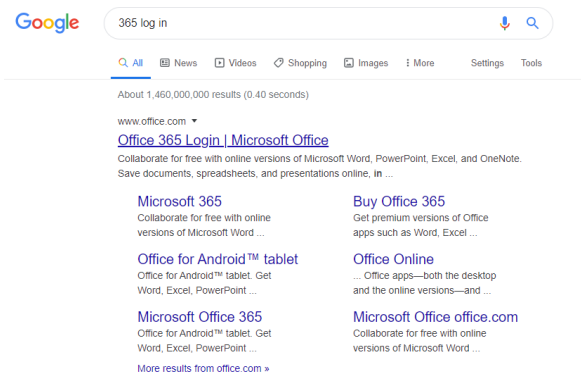 Google
365 log in
All News Videos Shopping Images More Settings Tools
About 1,460,000,000 results (0.40 seconds)
www.office.com
Office 365 Login | Microsoft Office
Collaborate for free with online versions of Microsoft Word, PowerPoint, Excel, and OneNote.
Save documents, spreadsheets, and presentations online, in ...
Microsoft 365
Collaborate for free with online
versions of Microsoft Word ...
Buy Office 365
Get premium versions of Office
apps such as Word, Excel ...
Office for Android™ tablet
Office for Android™ tablet. Get
Word, Excel, PowerPoint ...
Office Online
... Office apps—both the desktop
and the online versions—and ...
Microsoft Office 365
Office for Android™ tablet. Get
Word, Excel, PowerPoint ...
Microsoft Office office.com
Collaborate for free with online
versions of Microsoft Word ...
More results from office.com »